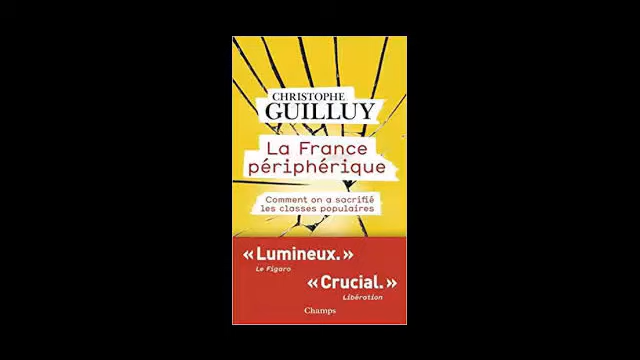 CHRISTOPHE
GUILLUY
La France
périphérique
Comment on a sacrifié
les classes populaires
« Lumineux. »
Le Figaro
« Crucial. »
Libération
Champs